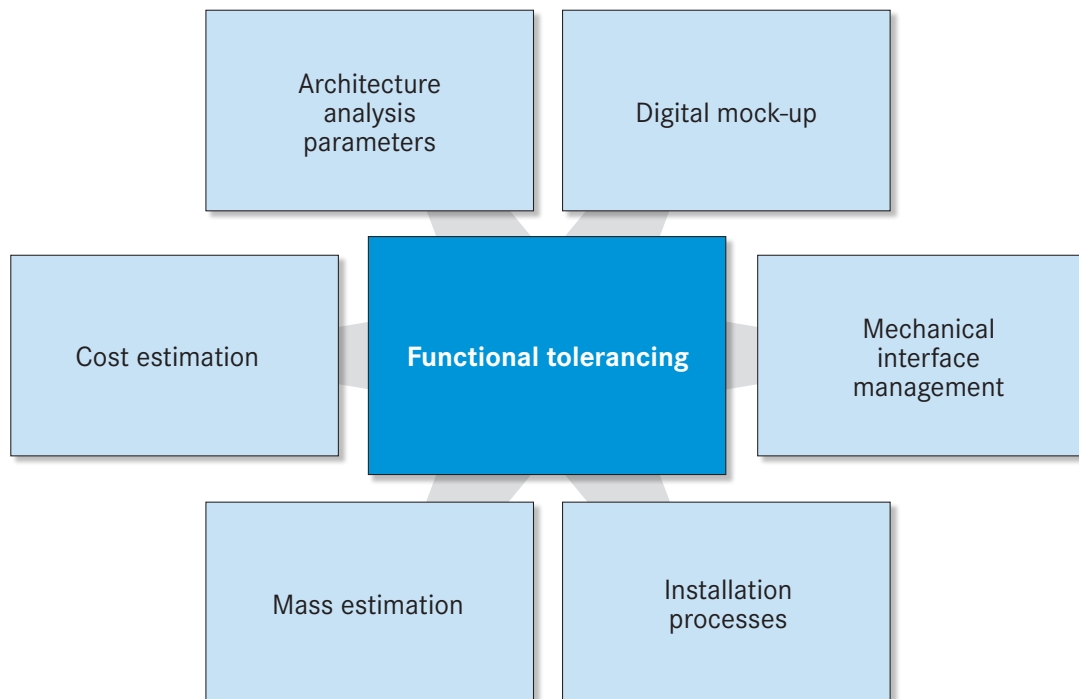 Architecture
analysis
parameters
Digital mock-up
Cost estimation
Functional tolerancing
Mechanical
interface
management
Mass estimation
Installation
processes